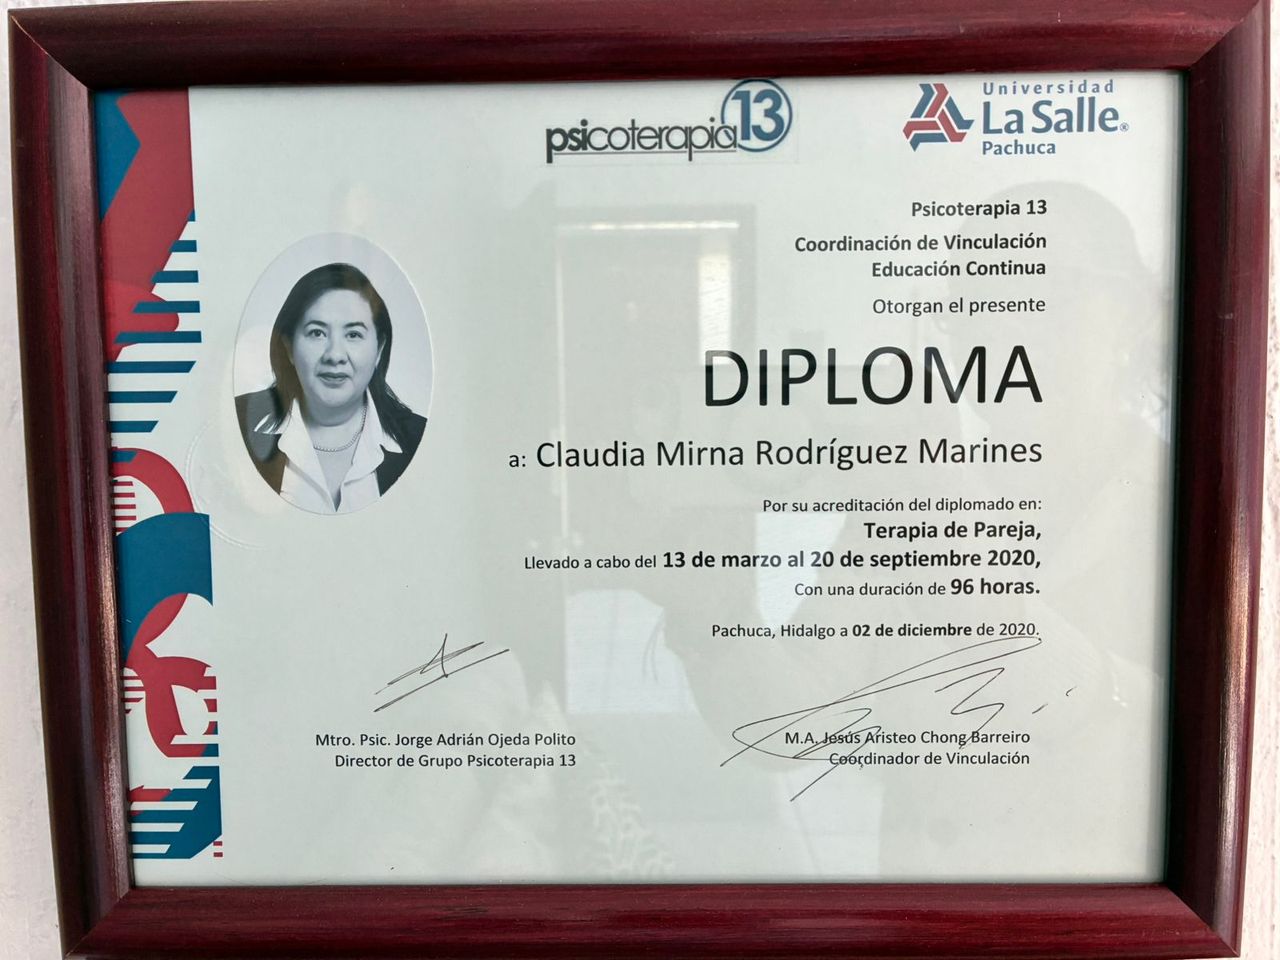 psicoterapia 13
Universidad
La Salle®
Pachuca
Psicoterapia 13
Coordinación de Vinculación
Educación Continua
Otorgan el presente
DIPLOMA
a: Claudia Mirna Rodríguez Marines
Por su acreditación del diplomado en:
Terapia de Pareja,
Llevado a cabo del 13 de marzo al 20 de septiembre 2020,
Con una duración de 96 horas.
Pachuca, Hidalgo a 02 de diciembre de 2020.
Mtro. Psic. Jorge Adrián Ojeda Polito
Director de Grupo Psicoterapia 13
M.A. Jesús Aristeo Chong Barreiro
Coordinador de Vinculación